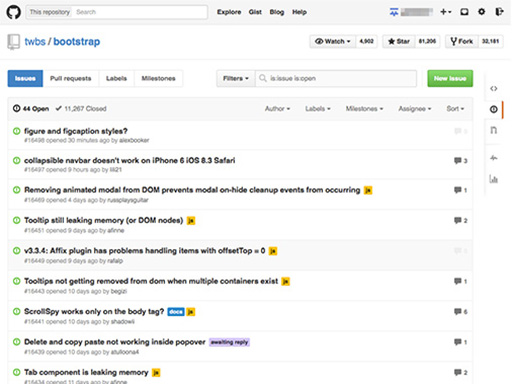 This repository Search Explore Gist Blog Help
twbs / bootstrap Watch 4,902 Star 81,206 Fork 32,181
Issues Pull requests Labels Milestones Filters is:issue is:open New issue
44 Open 11,267 Closed Author Labels Milestones Assignee Sort
figure and figcaption styles?
#16498 opened 30 minutes ago by alexbooker
collapsible navbar doesn't work on iPhone 6 iOS 8.3 Safari 3
#16497 opened 9 hours ago by lili21
Removing animated modal from DOM prevents modal on-hide cleanup events from occurring js 1
#16469 opened 4 days ago by russplaysguitar
Tooltip still leaking memory (or DOM nodes) js 2
#16451 opened 9 days ago by afinne
v3.3.4: Affix plugin has problems handling items with offsetTop = 0 js
#16449 opened 9 days ago by rafalp
Tooltips not getting removed from dom when multiple containers exist js 1
#16443 opened 10 days ago by begizi
ScrollSpy works only on the body tag? docs js 6
#16441 opened 10 days ago by shadowii
Delete and copy paste not working inside popover awaiting reply 1
#16439 opened 10 days ago by atulloona4
Tab component is leaking memory js 2
#16434 opened 11 days ago by afinne